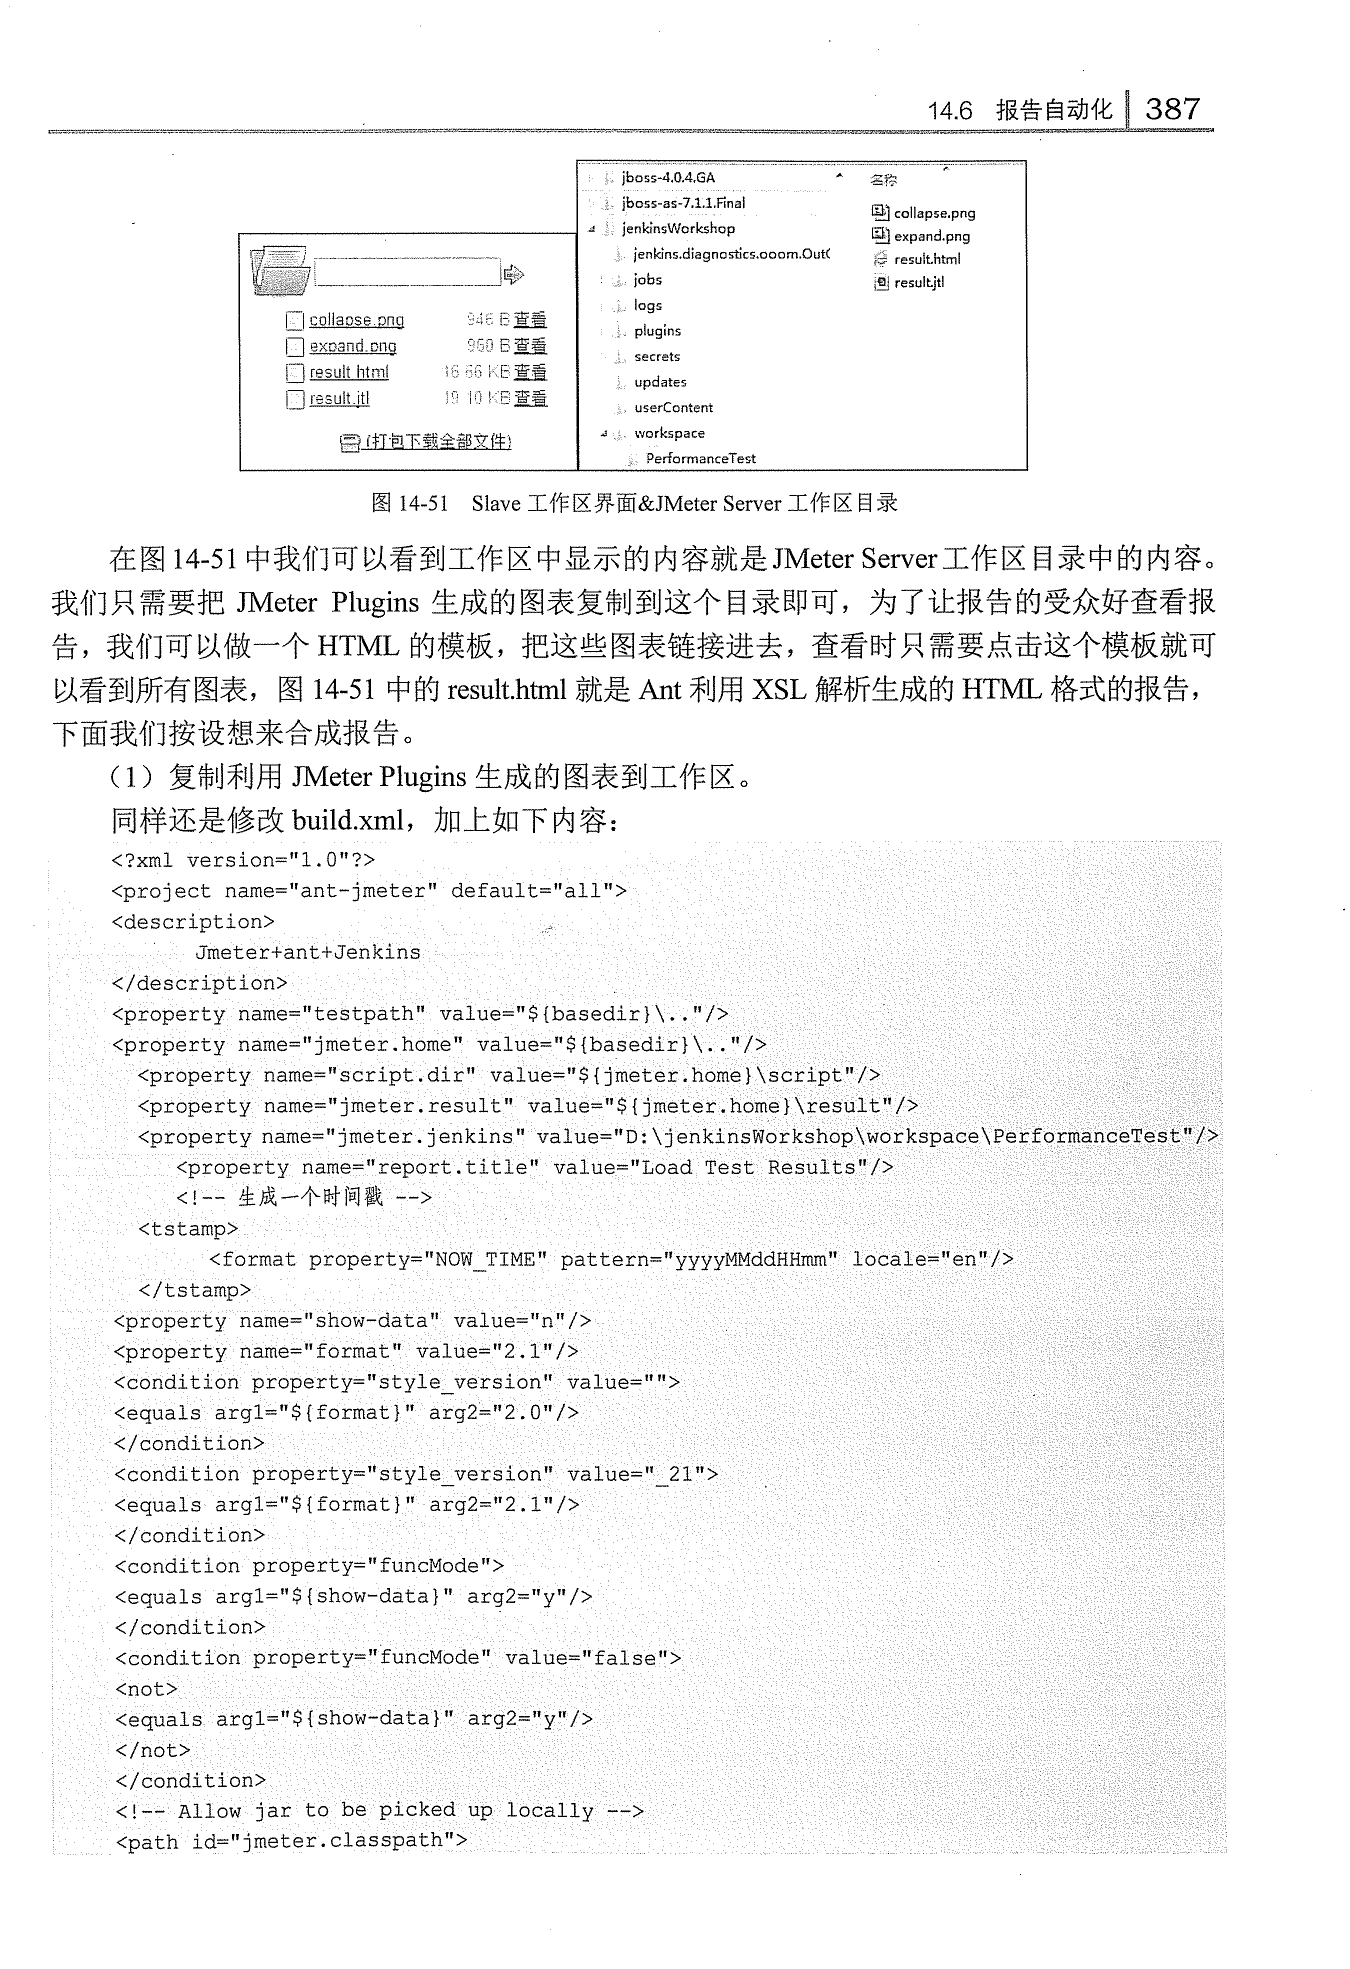 14.6 报告自动化 387
collapse.png 946 B 查看
expand.png 960 B 查看
result.html 16.66 KB 查看
result.jtl 19.10 KB 查看
(打包下载全部文件)
jboss-4.0.4.GA
jboss-as-7.1.1.Final
jenkinsWorkshop
jenkins.diagnostics.ooom.Out(
jobs
logs
plugins
secrets
updates
userContent
workspace
PerformanceTest
名称
collapse.png
expand.png
result.html
result.jtl
图 14-51 Slave 工作区界面&JMeter Server 工作区目录
在图 14-51 中我们可以看到工作区中显示的内容就是 JMeter Server 工作区目录中的内容。
我们只需要把 JMeter Plugins 生成的图表复制到这个目录即可，为了让报告的受众好查看报
告，我们可以做一个 HTML 的模板，把这些图表链接进去，查看时只需要点击这个模板就可
以看到所有图表，图 14-51 中的 result.html 就是 Ant 利用 XSL 解析生成的 HTML 格式的报告，
下面我们按设想来合成报告。
（1）复制利用 JMeter Plugins 生成的图表到工作区。
同样还是修改 build.xml，加上如下内容：
<?xml version="1.0"?>
<project name="ant-jmeter" default="all">
<description>
Jmeter+ant+Jenkins
</description>
<property name="testpath" value="${basedir}\.."/>
<property name="jmeter.home" value="${basedir}\.."/>
<property name="script.dir" value="${jmeter.home}\script"/>
<property name="jmeter.result" value="${jmeter.home}\result"/>
<property name="jmeter.jenkins" value="D:\jenkinsWorkshop\workspace\PerformanceTest"/>
<property name="report.title" value="Load Test Results"/>
<!-- 生成一个时间戳 -->
<tstamp>
<format property="NOW_TIME" pattern="yyyyMMddHHmm" locale="en"/>
</tstamp>
<property name="show-data" value="n"/>
<property name="format" value="2.1"/>
<condition property="style_version" value="">
<equals arg1="${format}" arg2="2.0"/>
</condition>
<condition property="style_version" value="_21">
<equals arg1="${format}" arg2="2.1"/>
</condition>
<condition property="funcMode">
<equals arg1="${show-data}" arg2="y"/>
</condition>
<condition property="funcMode" value="false">
<not>
<equals arg1="${show-data}" arg2="y"/>
</not>
</condition>
<!-- Allow jar to be picked up locally -->
<path id="jmeter.classpath">